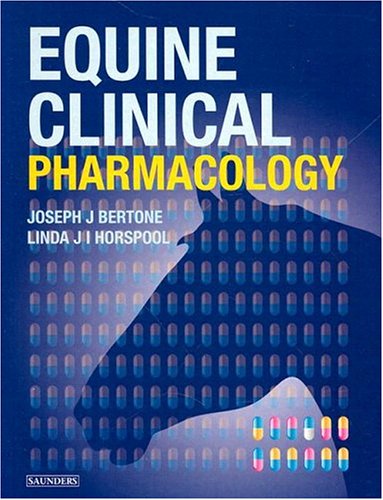 EQUINE
CLINICAL
PHARMACOLOGY
JOSEPH J BERTONE
LINDA J I HORSPOOL
SAUNDERS